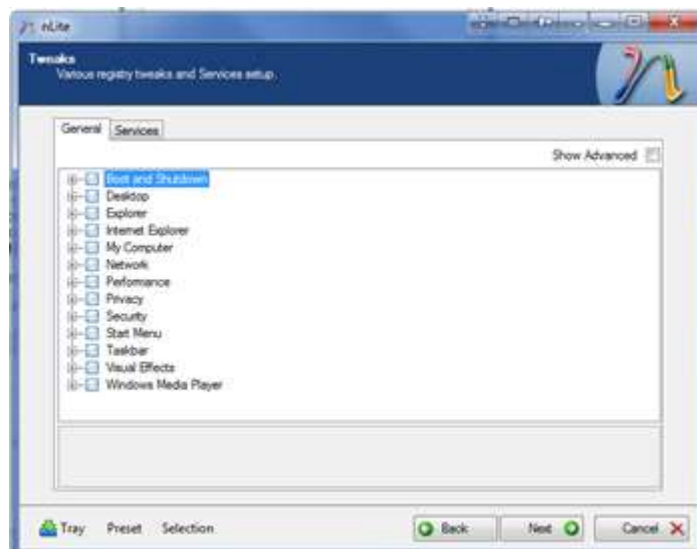 nLite
Tweaks
Various registry tweaks and Services setup.
General Services
Show Advanced
Boot and Shutdown
Desktop
Explorer
Internet Explorer
My Computer
Network
Performance
Privacy
Security
Start Menu
Taskbar
Visual Effects
Windows Media Player
Tray Preset Selection Back Next Cancel